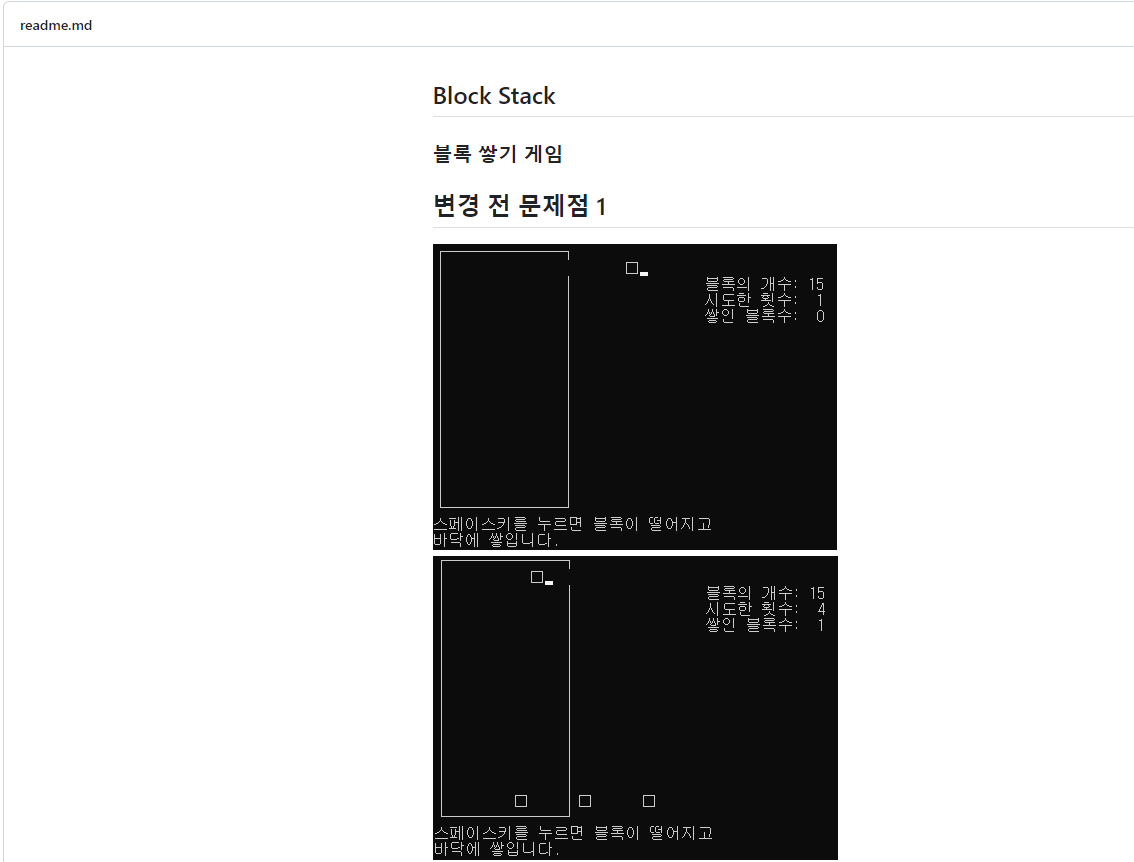 readme.md
Block Stack
블록 쌓기 게임
변경 전 문제점 1
블록의 개수: 15
시도한 횟수: 1
쌓인 블록수: 0
스페이스키를 누르면 블록이 떨어지고
바닥에 쌓입니다.
블록의 개수: 15
시도한 횟수: 4
쌓인 블록수: 1
스페이스키를 누르면 블록이 떨어지고
바닥에 쌓입니다.